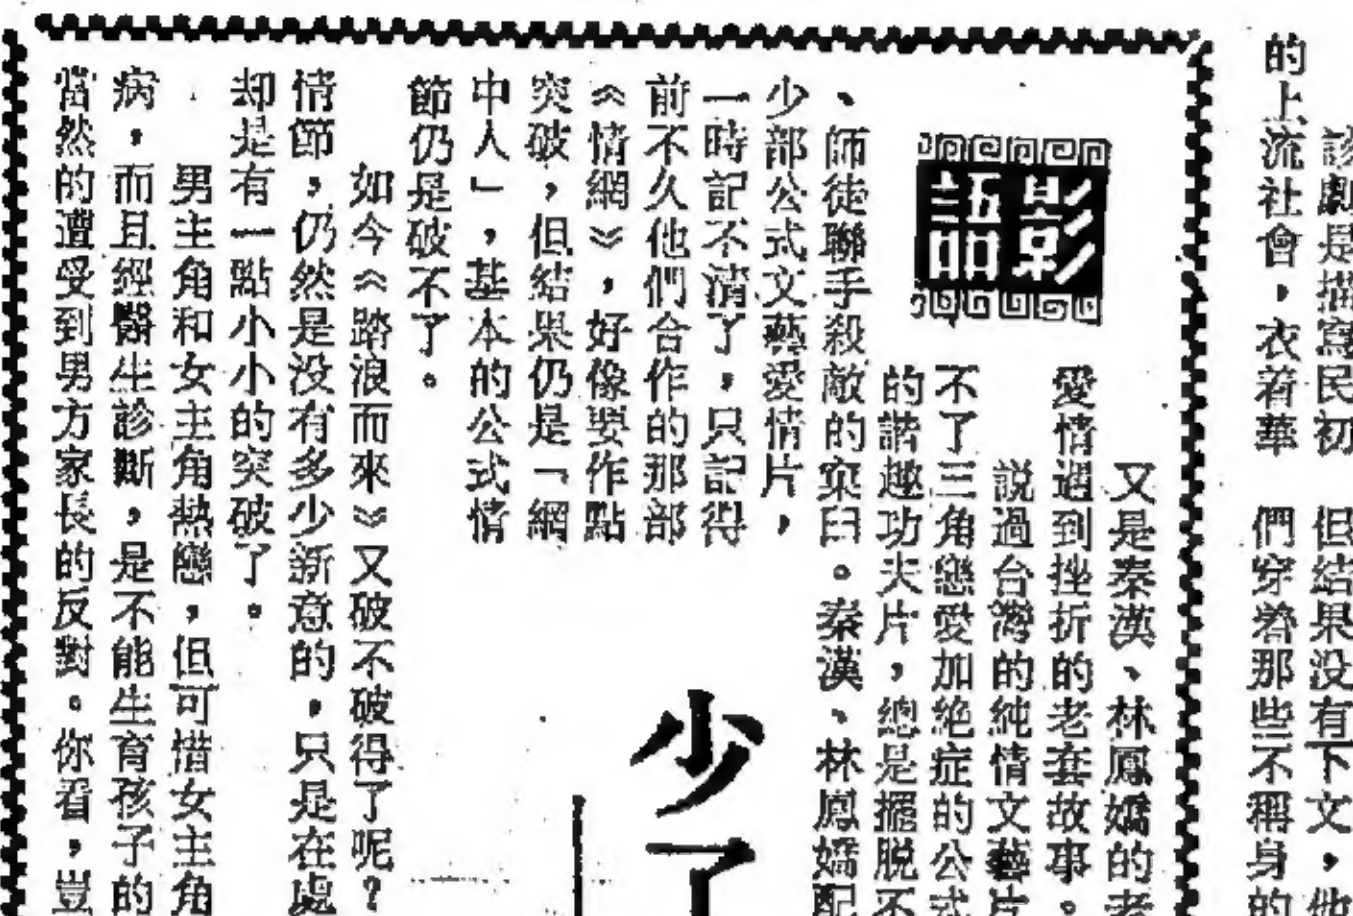 該劇是描寫民初
但結果没有下文，他
的上流社會，衣着華
們穿着那些不稱身的
影語
又是秦漢、林鳳嬌的老
愛情遇到挫折的老套故事。
説過台灣的純情文藝片
不了三角戀愛加絶症的公式
的諧趣功夫片，總是擺脱不
、師徒聯手殺敵的窠臼。秦漢、林鳳嬌配
少部公式文藝愛情片，
一時記不清了，只記得
前不久他們合作的那部
《情網》，好像要作點
突破，但結果仍是「網
中人」，基本的公式情
節仍是破不了。
少了
如今《踏浪而來》又破不破得了呢？
情節，仍然是没有多少新意的，只是在處
却是有一點小小的突破了。
男主角和女主角熱戀，但可惜女主角
病，而且經醫生診斷，是不能生育孩子的
當然的遭受到男方家長的反對。你看，豈